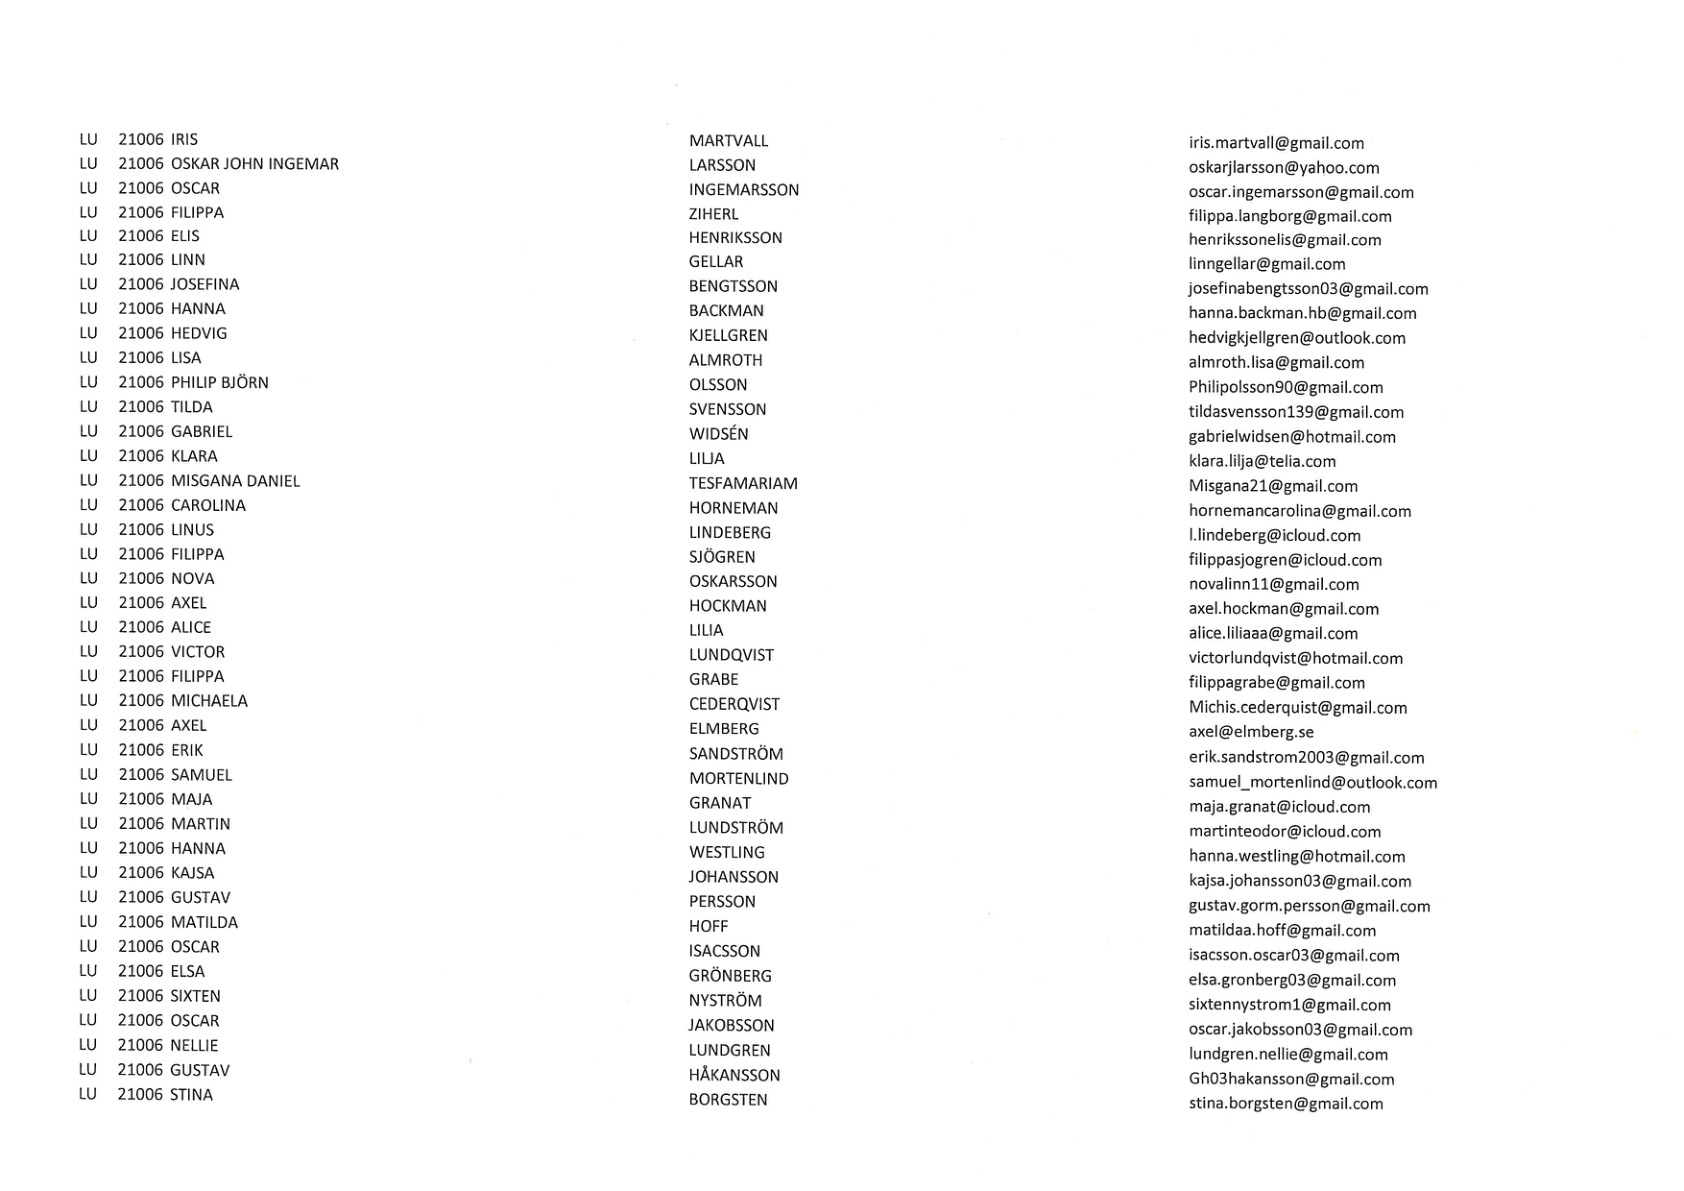 LU 21006 IRIS MARTVALL iris.martvall@gmail.com
LU 21006 OSKAR JOHN INGEMAR LARSSON oskarjlarsson@yahoo.com
LU 21006 OSCAR INGEMARSSON oscar.ingemarsson@gmail.com
LU 21006 FILIPPA ZIHERL filippa.langborg@gmail.com
LU 21006 ELIS HENRIKSSON henrikssonelis@gmail.com
LU 21006 LINN GELLAR linngellar@gmail.com
LU 21006 JOSEFINA BENGTSSON josefinabengtsson03@gmail.com
LU 21006 HANNA BACKMAN hanna.backman.hb@gmail.com
LU 21006 HEDVIG KJELLGREN hedvigkjellgren@outlook.com
LU 21006 LISA ALMROTH almroth.lisa@gmail.com
LU 21006 PHILIP BJÖRN OLSSON Philipolsson90@gmail.com
LU 21006 TILDA SVENSSON tildasvensson139@gmail.com
LU 21006 GABRIEL WIDSÉN gabrielwidsen@hotmail.com
LU 21006 KLARA LILJA klara.lilja@telia.com
LU 21006 MISGANA DANIEL TESFAMARIAM Misgana21@gmail.com
LU 21006 CAROLINA HORNEMAN hornemancarolina@gmail.com
LU 21006 LINUS LINDEBERG l.lindeberg@icloud.com
LU 21006 FILIPPA SJÖGREN filippasjogren@icloud.com
LU 21006 NOVA OSKARSSON novalinn11@gmail.com
LU 21006 AXEL HOCKMAN axel.hockman@gmail.com
LU 21006 ALICE LILIA alice.liliaaa@gmail.com
LU 21006 VICTOR LUNDQVIST victorlundqvist@hotmail.com
LU 21006 FILIPPA GRABE filippagrabe@gmail.com
LU 21006 MICHAELA CEDERQVIST Michis.cederquist@gmail.com
LU 21006 AXEL ELMBERG axel@elmberg.se
LU 21006 ERIK SANDSTRÖM erik.sandstrom2003@gmail.com
LU 21006 SAMUEL MORTENLIND samuel_mortenlind@outlook.com
LU 21006 MAJA GRANAT maja.granat@icloud.com
LU 21006 MARTIN LUNDSTRÖM martinteodor@icloud.com
LU 21006 HANNA WESTLING hanna.westling@hotmail.com
LU 21006 KAJSA JOHANSSON kajsa.johansson03@gmail.com
LU 21006 GUSTAV PERSSON gustav.gorm.persson@gmail.com
LU 21006 MATILDA HOFF matildaa.hoff@gmail.com
LU 21006 OSCAR ISACSSON isacsson.oscar03@gmail.com
LU 21006 ELSA GRÖNBERG elsa.gronberg03@gmail.com
LU 21006 SIXTEN NYSTRÖM sixtennystrom1@gmail.com
LU 21006 OSCAR JAKOBSSON oscar.jakobsson03@gmail.com
LU 21006 NELLIE LUNDGREN lundgren.nellie@gmail.com
LU 21006 GUSTAV HÅKANSSON Gh03hakansson@gmail.com
LU 21006 STINA BORGSTEN stina.borgsten@gmail.com